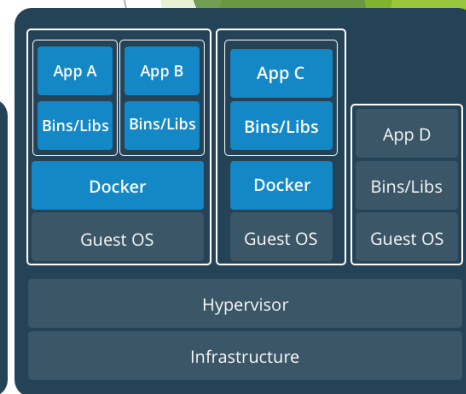 App A
Bins/Libs
App B
Bins/Libs
Docker
Guest OS
App C
Bins/Libs
Docker
Guest OS
App D
Bins/Libs
Guest OS
Hypervisor
Infrastructure